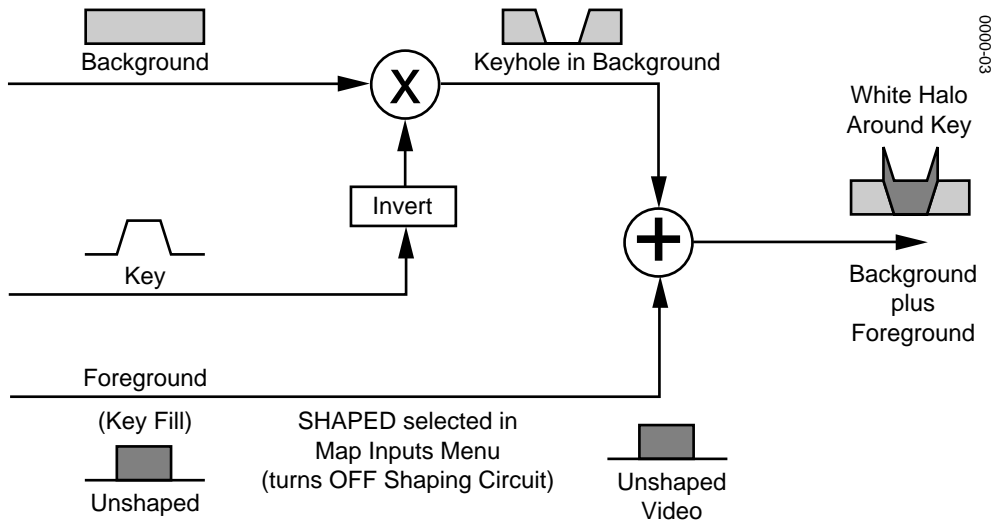 Background
X
Keyhole in Background
0000-03
White Halo
Around Key
Invert
Key
+
Background
plus
Foreground
Foreground
(Key Fill)
Unshaped
SHAPED selected in
Map Inputs Menu
(turns OFF Shaping Circuit)
Unshaped
Video